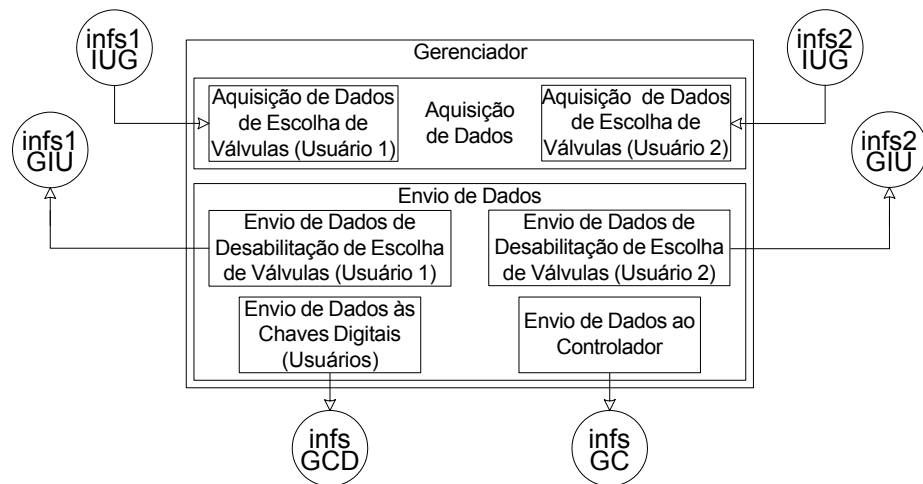 infs1
IUG
Gerenciador
infs2
IUG
Aquisição de Dados
de Escolha de
Válvulas (Usuário 1)
Aquisição
de Dados
Aquisição de Dados
de Escolha de
Válvulas (Usuário 2)
infs1
GIU
infs2
GIU
Envio de Dados
Envio de Dados de
Desabilitação de Escolha
de Válvulas (Usuário 1)
Envio de Dados de
Desabilitação de Escolha
de Válvulas (Usuário 2)
Envio de Dados às
Chaves Digitais
(Usuários)
Envio de Dados ao
Controlador
infs
GCD
infs
GC